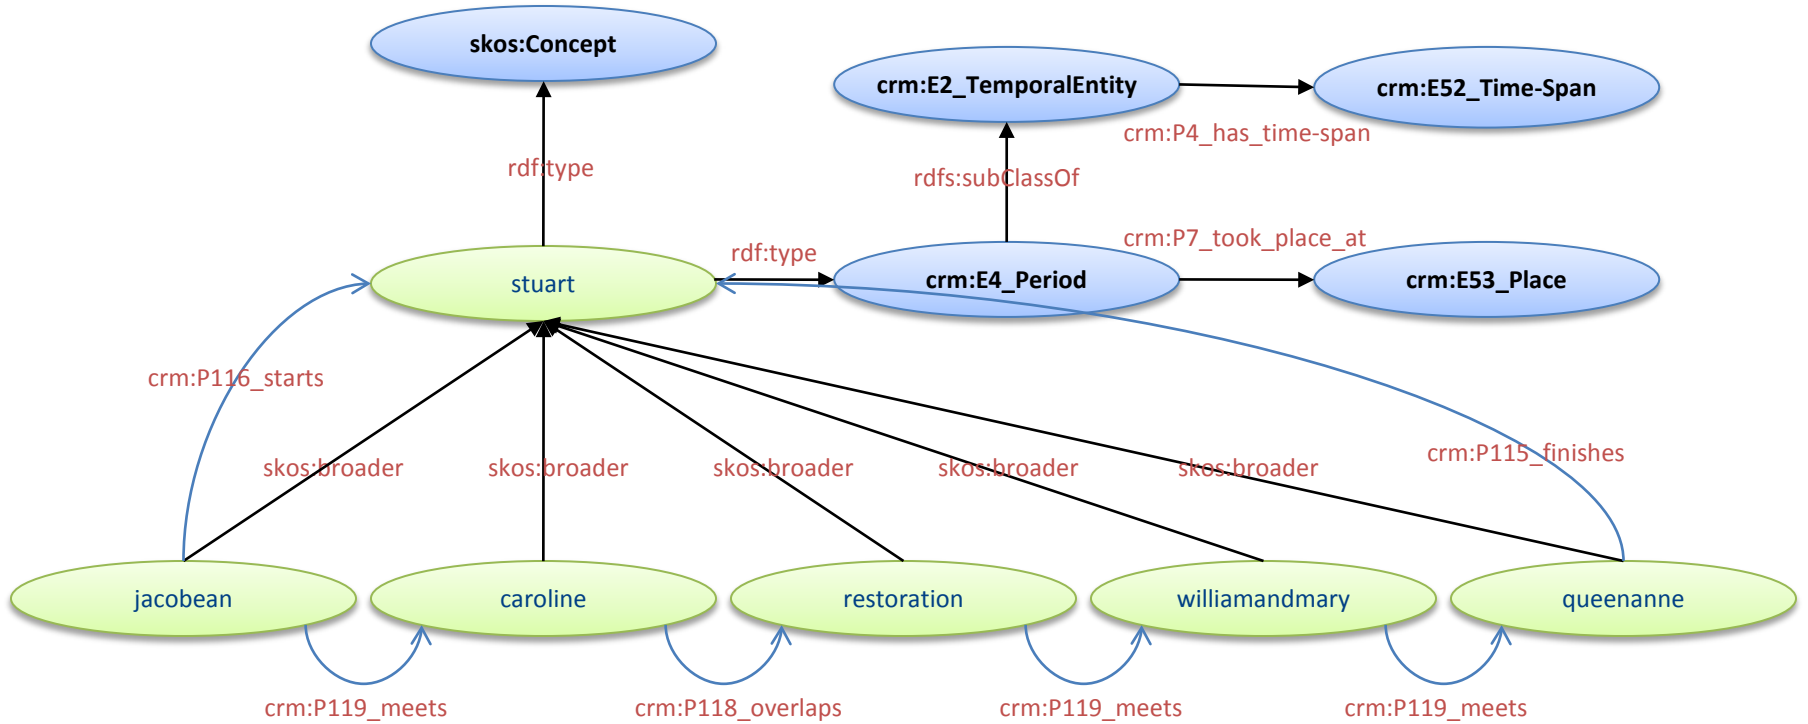 skos:Concept
crm:E2_TemporalEntity
crm:E52_Time-Span
crm:P4_has_time-span
rdf:type
rdfs:subClassOf
crm:P7_took_place_at
rdf:type
stuart
crm:E4_Period
crm:E53_Place
crm:P116_starts
crm:P115_finishes
skos:broader
skos:broader
skos:broader
skos:broader
skos:broader
jacobean
caroline
restoration
williamandmary
queenanne
crm:P119_meets
crm:P118_overlaps
crm:P119_meets
crm:P119_meets